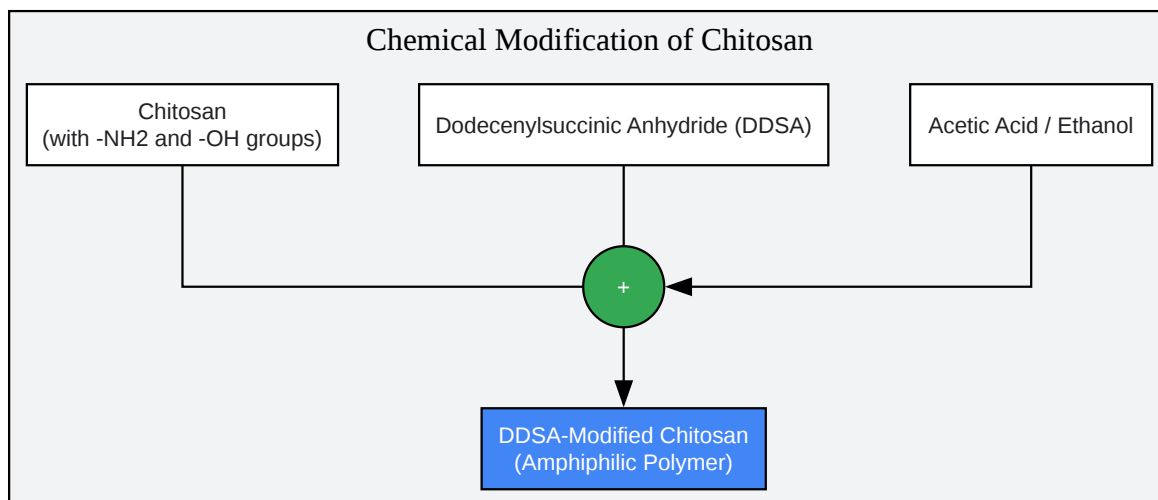 Chemical Modification of Chitosan
Chitosan
(with -NH2 and -OH groups)
Dodecenylsuccinic Anhydride (DDSA)
Acetic Acid / Ethanol
+
DDSA-Modified Chitosan
(Amphiphilic Polymer)